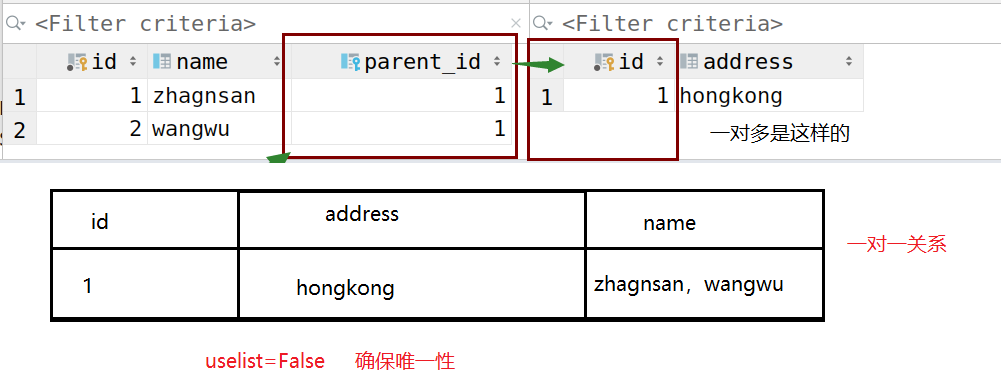 <Filter criteria> <Filter criteria>
id name parent_id id address
1 1 zhagnsan 1 1 1 hongkong
2 2 wangwu 1
一对多是这样的
id address name
一对一关系
1 hongkong zhagnsan，wangwu
uselist=False 确保唯一性